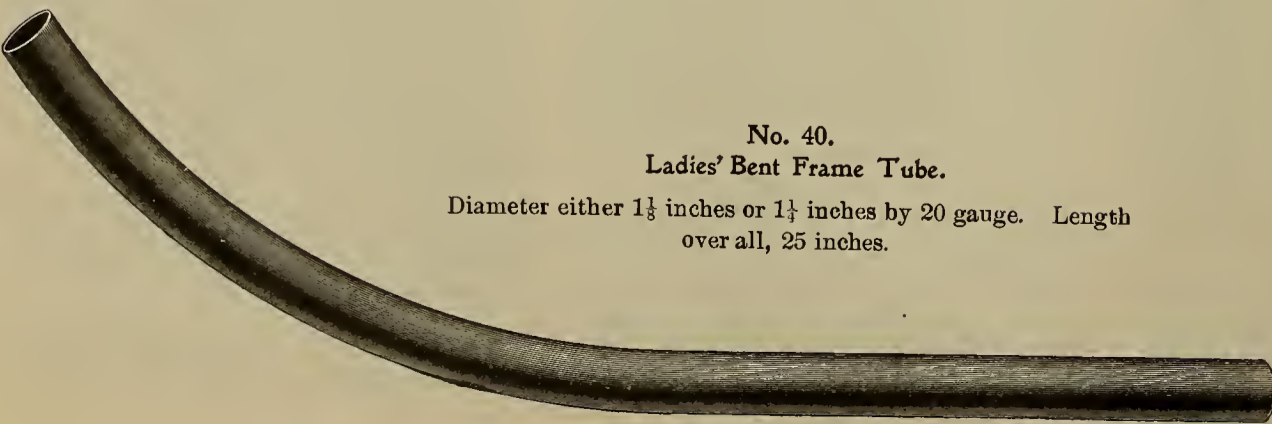 No. 40.
Ladies' Bent Frame Tube.
Diameter either 1⅛ inches or 1¼ inches by 20 gauge. Length
over all, 25 inches.